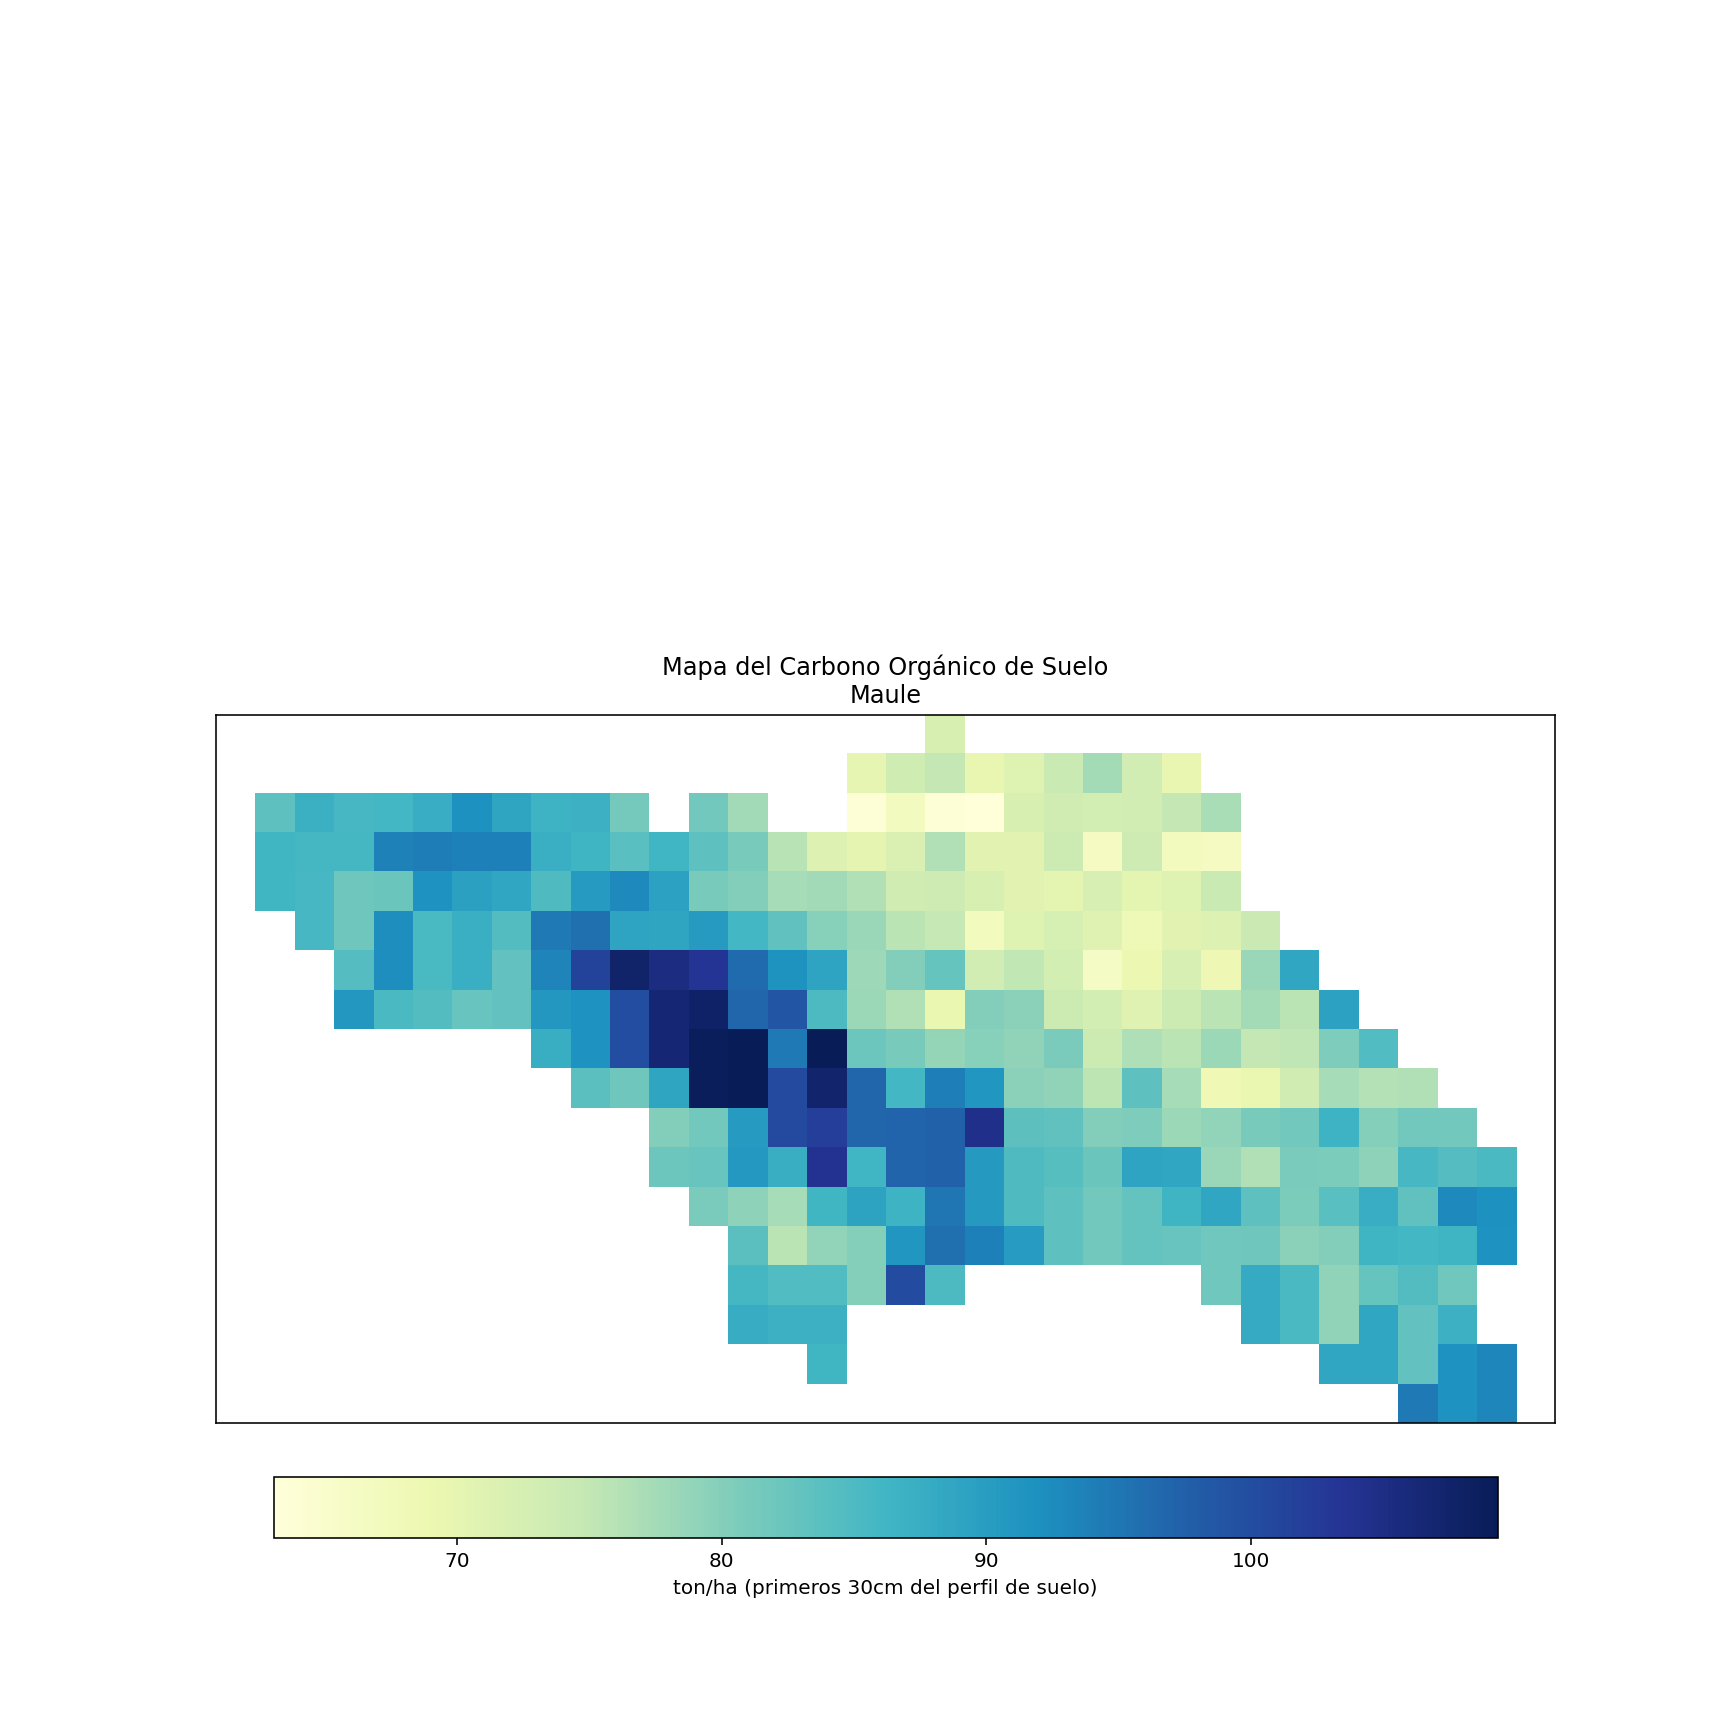 Mapa del Carbono Orgánico de Suelo
Maule
70 80 90 100
ton/ha (primeros 30cm del perfil de suelo)